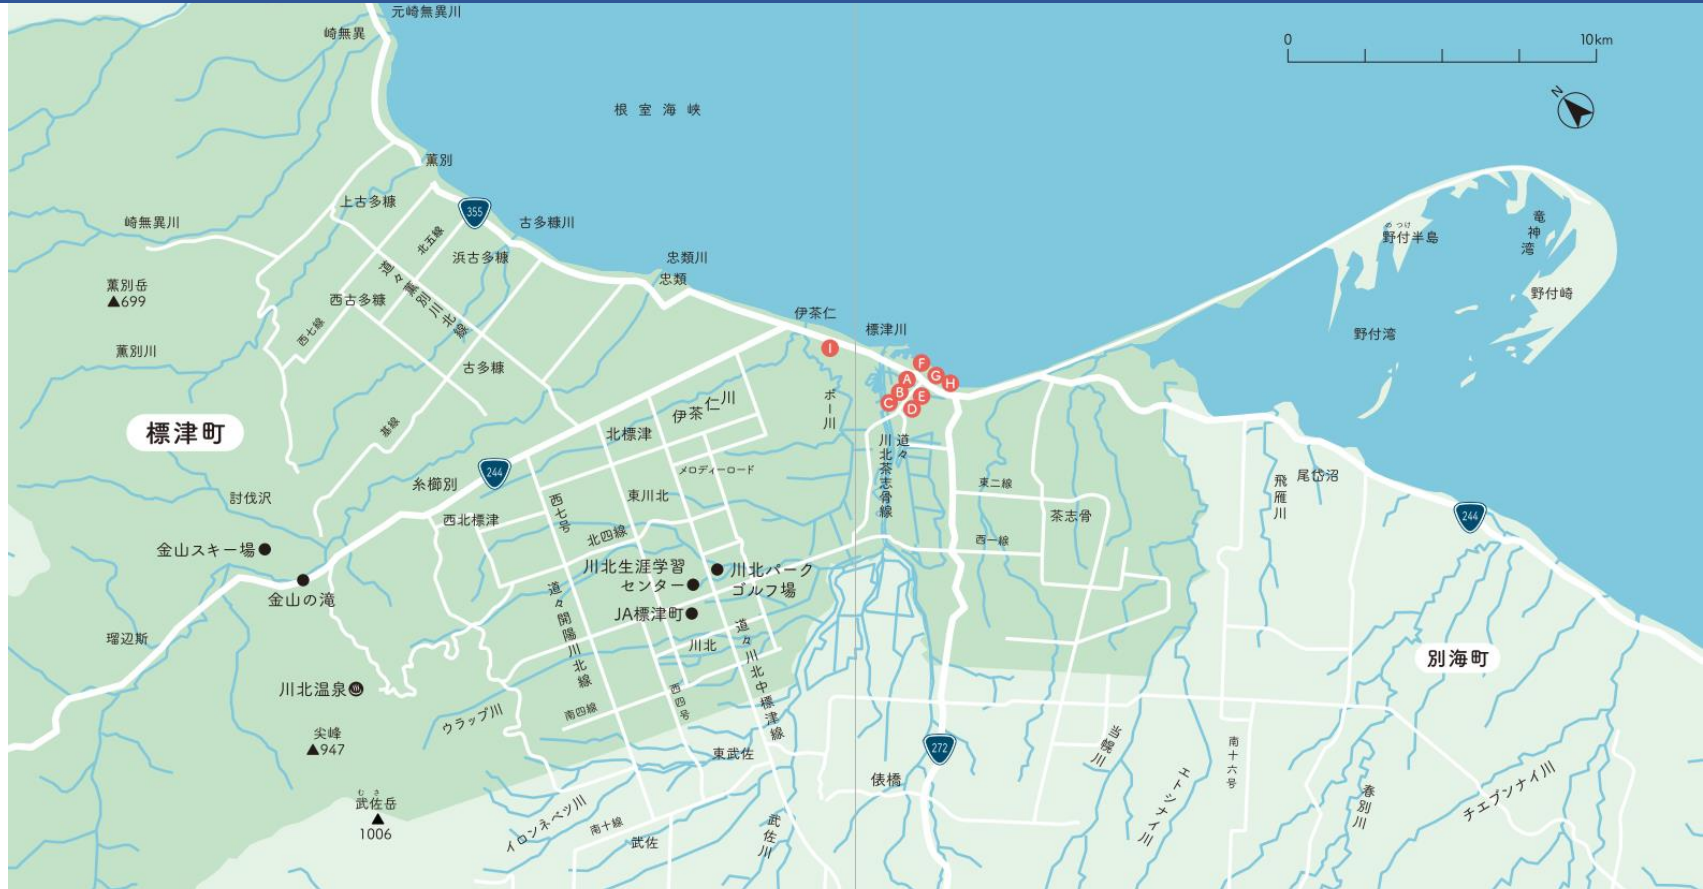 元崎無異川
崎無異
0
10km
根室海峡
N
薫別
上古多糠
355
崎無異川
古多糠川
北五線
浜古多糠
のつけ
野付半島
竜神湾
忠類川
忠類
薫別岳
▲699
西古多糠
道々薫別川北線
野付崎
西七線
伊茶仁
標津川
野付湾
薫別川
I
F
G
H
A
B
C
E
D
古多糠
ポー川
伊茶仁川
標津町
基線
北標津
川北茶志骨線
道々
メロディーロード
244
糸櫛別
東二線
尾岱沼
飛雁川
討伐沢
西七号
東川北
西北標津
茶志骨
244
北四線
西一線
金山スキー場
川北生涯学習
センター
川北パーク
ゴルフ場
金山の滝
道々開陽川北線
JA標津町
瑠辺斯
道々川北中標津線
川北
別海町
川北温泉
西四号
ウラップ川
南四線
尖峰
▲947
272
当幌川
南十六号
東武佐
俵橋
エトシナイ川
春別川
チエブンナイ川
むさ
武佐岳
▲
1006
イロンネベツ川
南十線
武佐
武佐川